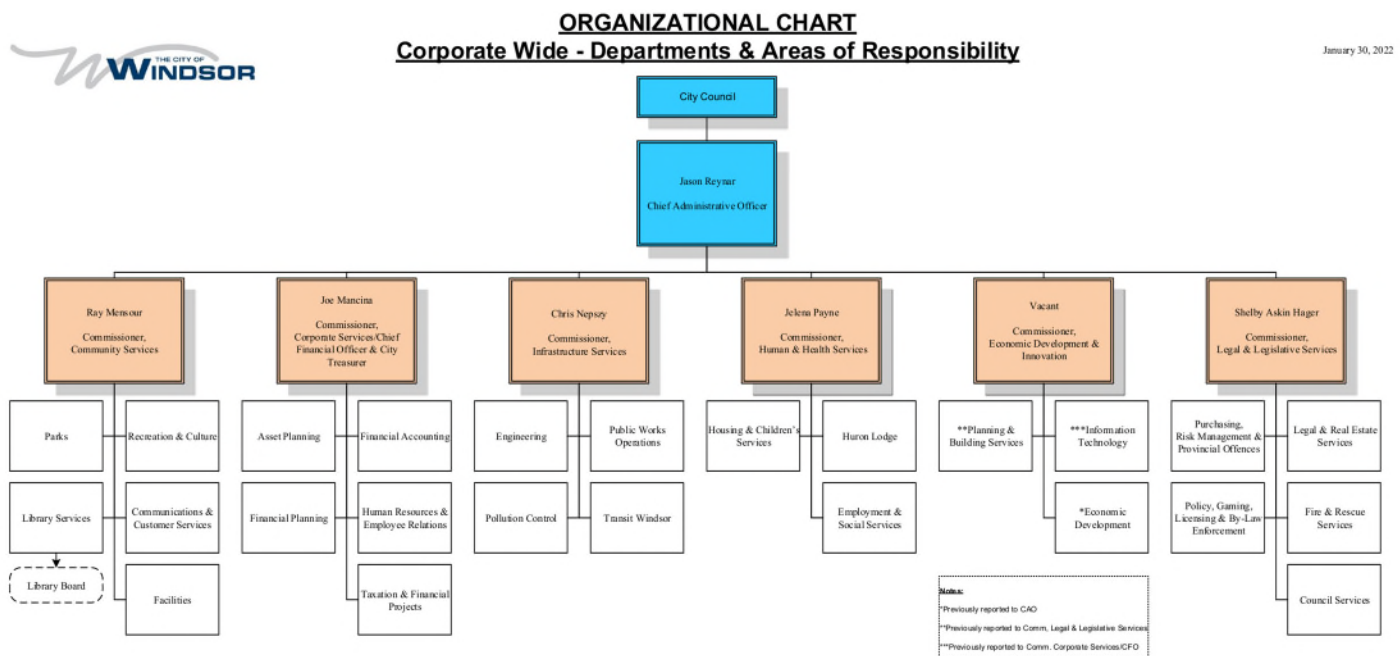 ORGANIZATIONAL CHART
Corporate Wide - Departments & Areas of Responsibility
THE CITY OF
WINDSOR
January 30, 2022
City Council
Jason Reynar
Chief Administrative Officer
Ray Mensour
Commissioner,
Community Services
Joe Mancina
Commissioner,
Corporate Services/Chief
Financial Officer & City
Treasurer
Chris Nepszy
Commissioner,
Infrastructure Services
Jelena Payne
Commissioner,
Human & Health Services
Vacant
Commissioner,
Economic Development &
Innovation
Shelby Askin Hager
Commissioner,
Legal & Legislative Services
Parks
Recreation & Culture
Library Services
Communications &
Customer Services
Library Board
Facilities
Asset Planning
Financial Accounting
Financial Planning
Human Resources &
Employee Relations
Taxation & Financial
Projects
Engineering
Public Works
Operations
Pollution Control
Transit Windsor
Housing & Children's
Services
Huron Lodge
Employment &
Social Services
**Planning &
Building Services
***Information
Technology
*Economic
Development
Purchasing,
Risk Management &
Provincial Offences
Legal & Real Estate
Services
Policy, Gaming,
Licensing & By-Law
Enforcement
Fire & Rescue
Services
Council Services
Notes:
*Previously reported to CAO
**Previously reported to Comm, Legal & Legislative Services
***Previously reported to Comm. Corporate Services/CFO